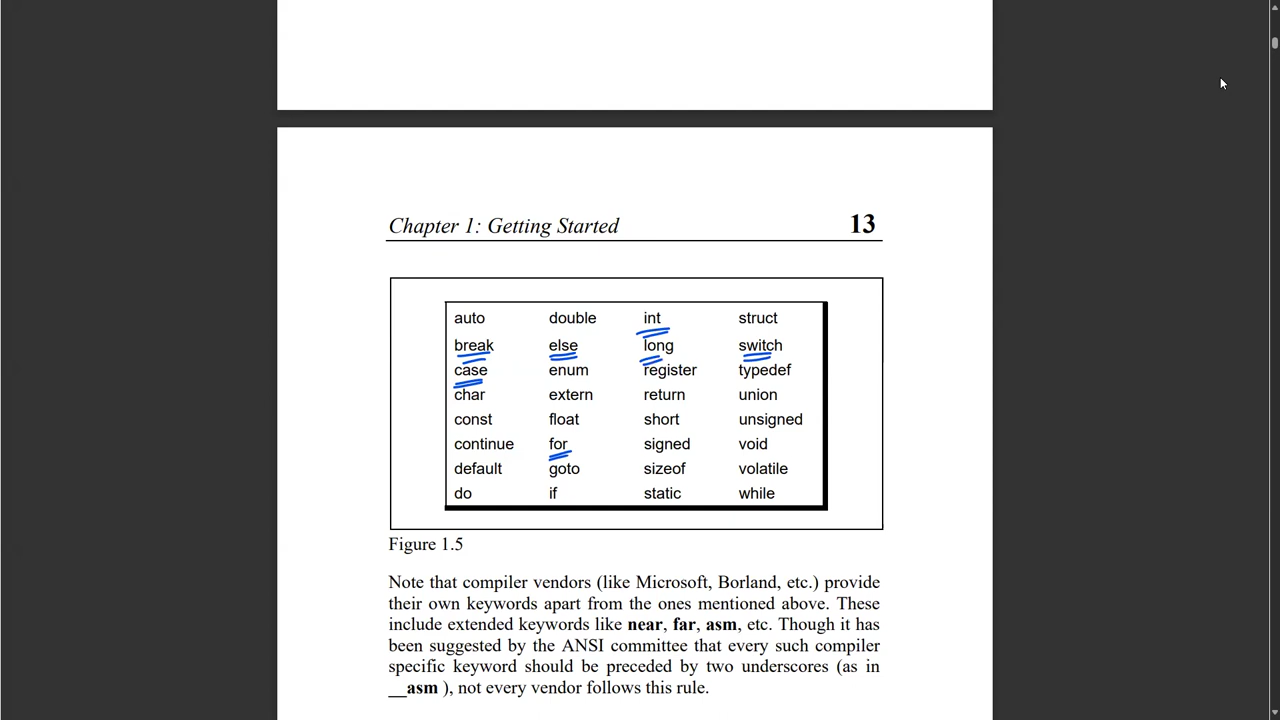 Chapter 1: Getting Started 13
auto double int struct
break else long switch
case enum register typedef
char extern return union
const float short unsigned
continue for signed void
default goto sizeof volatile
do if static while
Figure 1.5
Note that compiler vendors (like Microsoft, Borland, etc.) provide
their own keywords apart from the ones mentioned above. These
include extended keywords like near, far, asm, etc. Though it has
been suggested by the ANSI committee that every such compiler
specific keyword should be preceded by two underscores (as in
__asm ), not every vendor follows this rule.